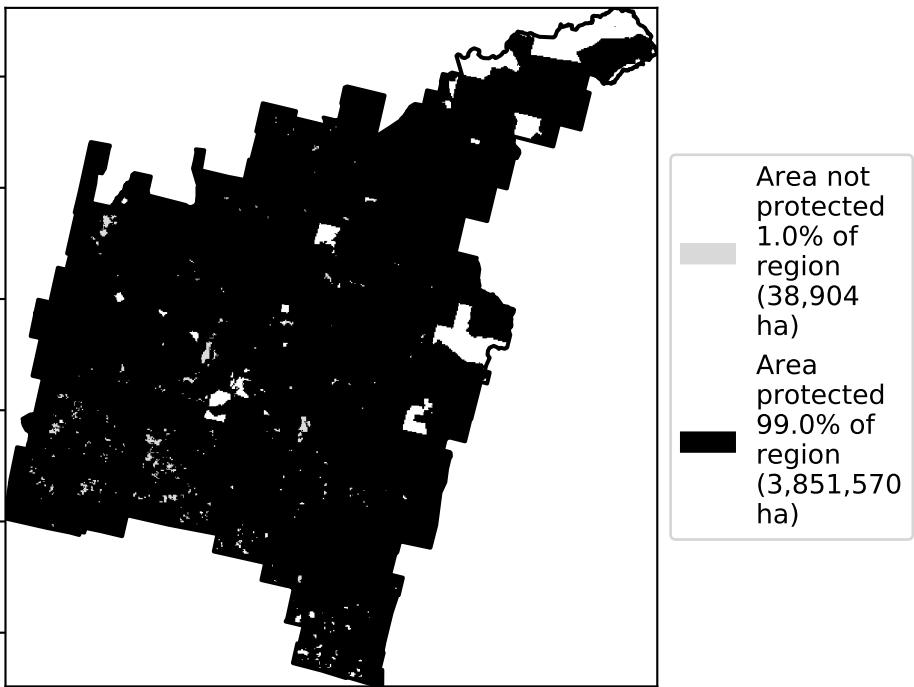 Area not
protected
1.0% of
region
(38,904
ha)
Area
protected
99.0% of
region
(3,851,570
ha)